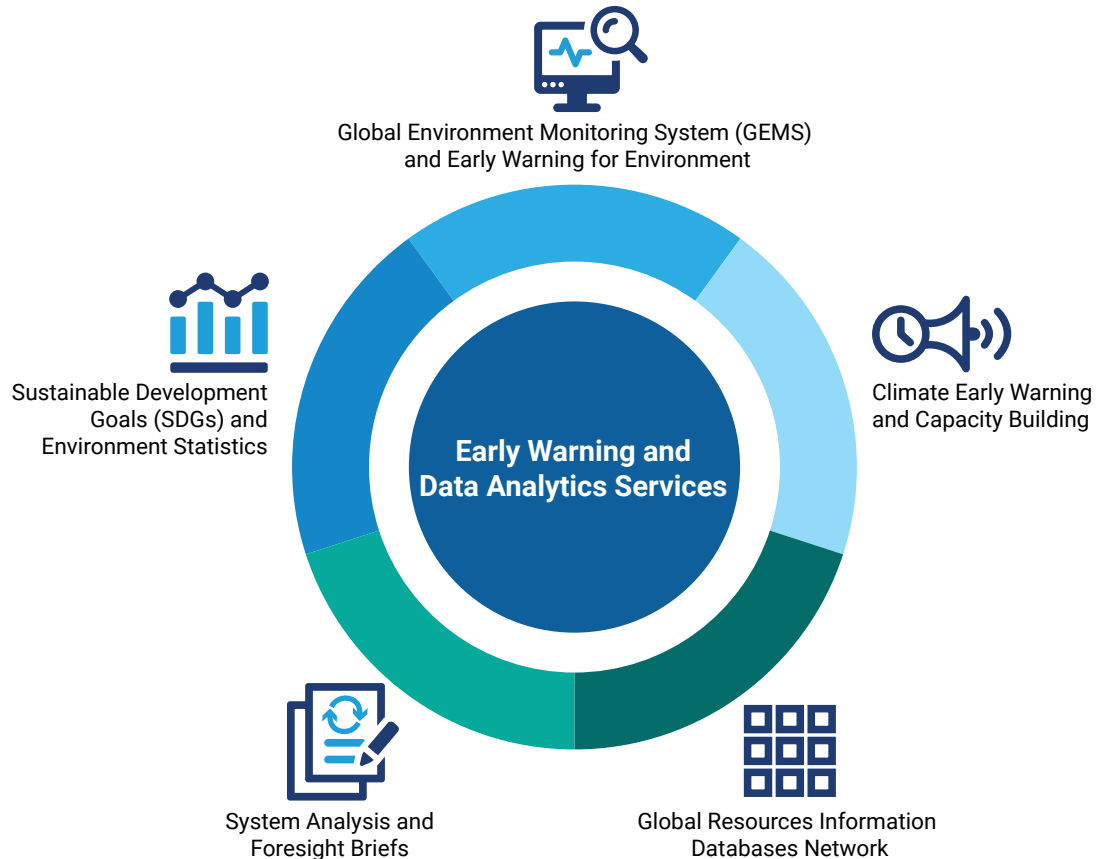 Global Environment Monitoring System (GEMS)
and Early Warning for Environment
Sustainable Development
Goals (SDGs) and
Environment Statistics
Climate Early Warning
and Capacity Building
Early Warning and
Data Analytics Services
System Analysis and
Foresight Briefs
Global Resources Information
Databases Network